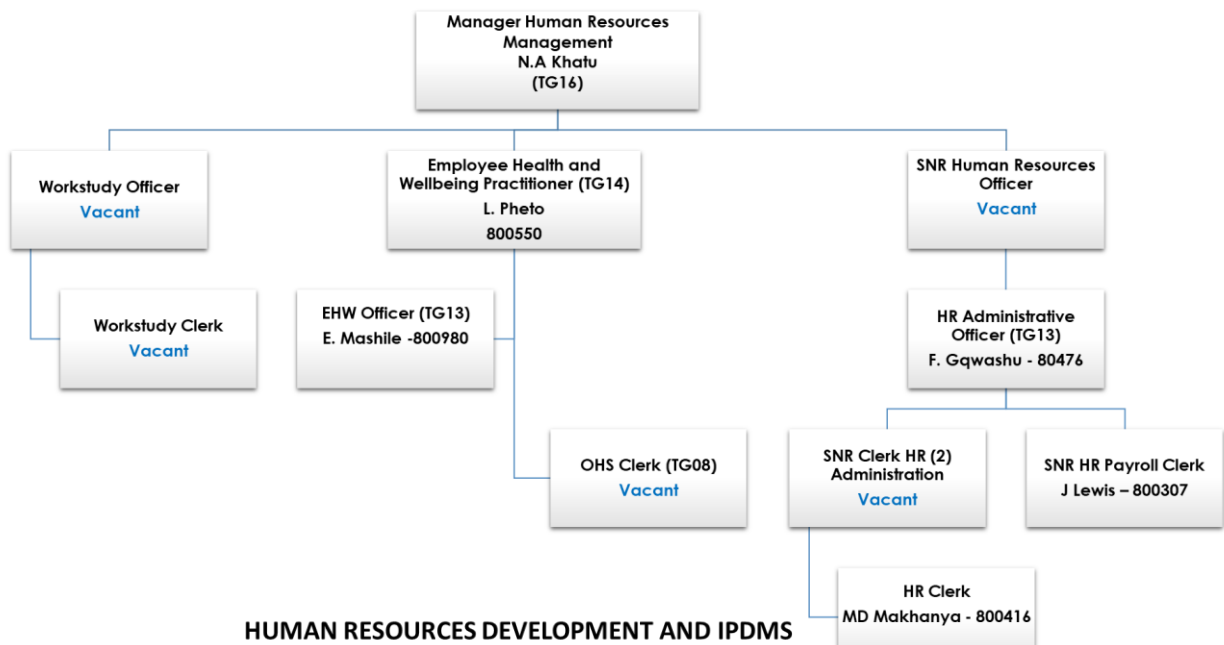 Manager Human Resources
Management
N.A Khatu
(TG16)
Workstudy Officer
Vacant
Employee Health and
Wellbeing Practitioner (TG14)
L. Pheto
800550
SNR Human Resources
Officer
Vacant
Workstudy Clerk
Vacant
EHW Officer (TG13)
E. Mashile -800980
HR Administrative
Officer (TG13)
F. Gqwashu - 80476
OHS Clerk (TG08)
Vacant
SNR Clerk HR (2)
Administration
Vacant
SNR HR Payroll Clerk
J Lewis – 800307
HR Clerk
MD Makhanya - 800416
HUMAN RESOURCES DEVELOPMENT AND IPDMS